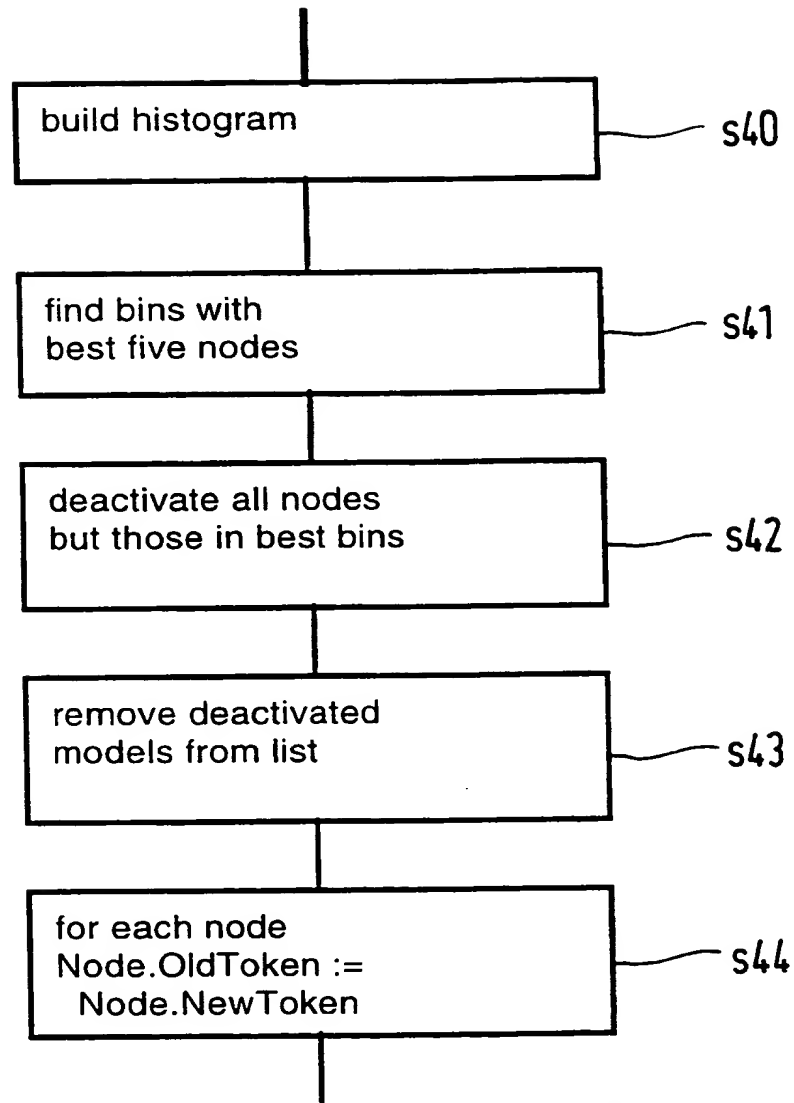 build histogram
s40
find bins with
best five nodes
s41
deactivate all nodes
but those in best bins
s42
remove deactivated
models from list
s43
for each node
Node.OldToken :=
Node.NewToken
s44